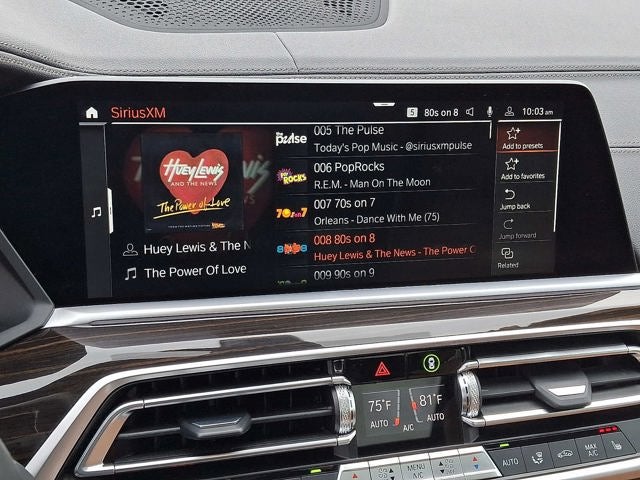 SiriusXM
5 80s on 8 10:03 am
HUEY LEWIS
AND THE NEWS
The Power of Love
Huey Lewis & The N
The Power Of Love
the pulse
005 The Pulse
Today's Pop Music - @siriusxmpulse
POP ROCKS
006 PopRocks
R.E.M. - Man On The Moon
70s on 7
007 70s on 7
Orleans - Dance With Me (75)
008 80s on 8
Huey Lewis & The News - The Power C
009 90s on 9
Add to presets
Add to favorites
Jump back
Jump forward
Related
75°F 81°F
AUTO AUTO
A/C
MENU
A/C
AUTO
MAX
A/C